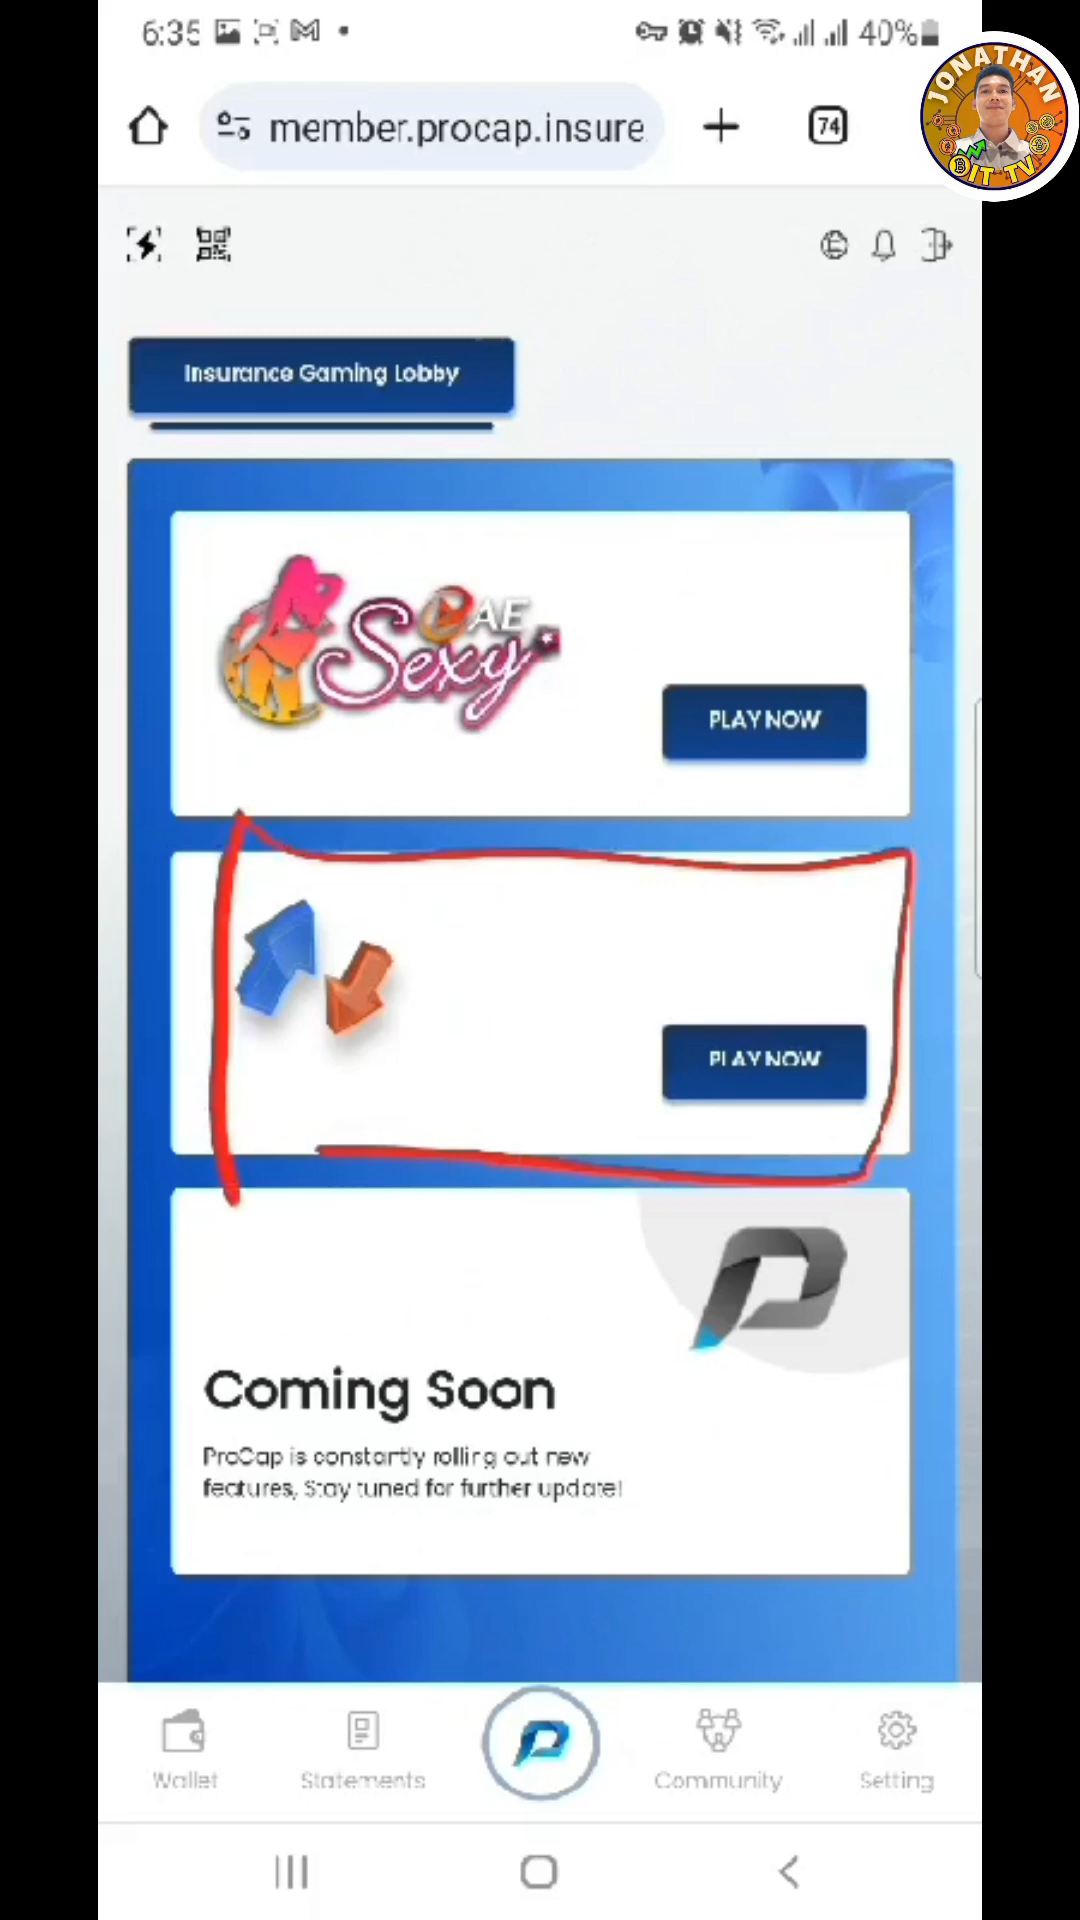 6:35
40%
member.procap.insure
74
JONATHAN
BIT TV
Insurance Gaming Lobby
AE
Sexy
PLAY NOW
PLAY NOW
Coming Soon
ProCap is constantly rolling out new
features, Stay tuned for further update!
Wallet
Statements
Community
Setting